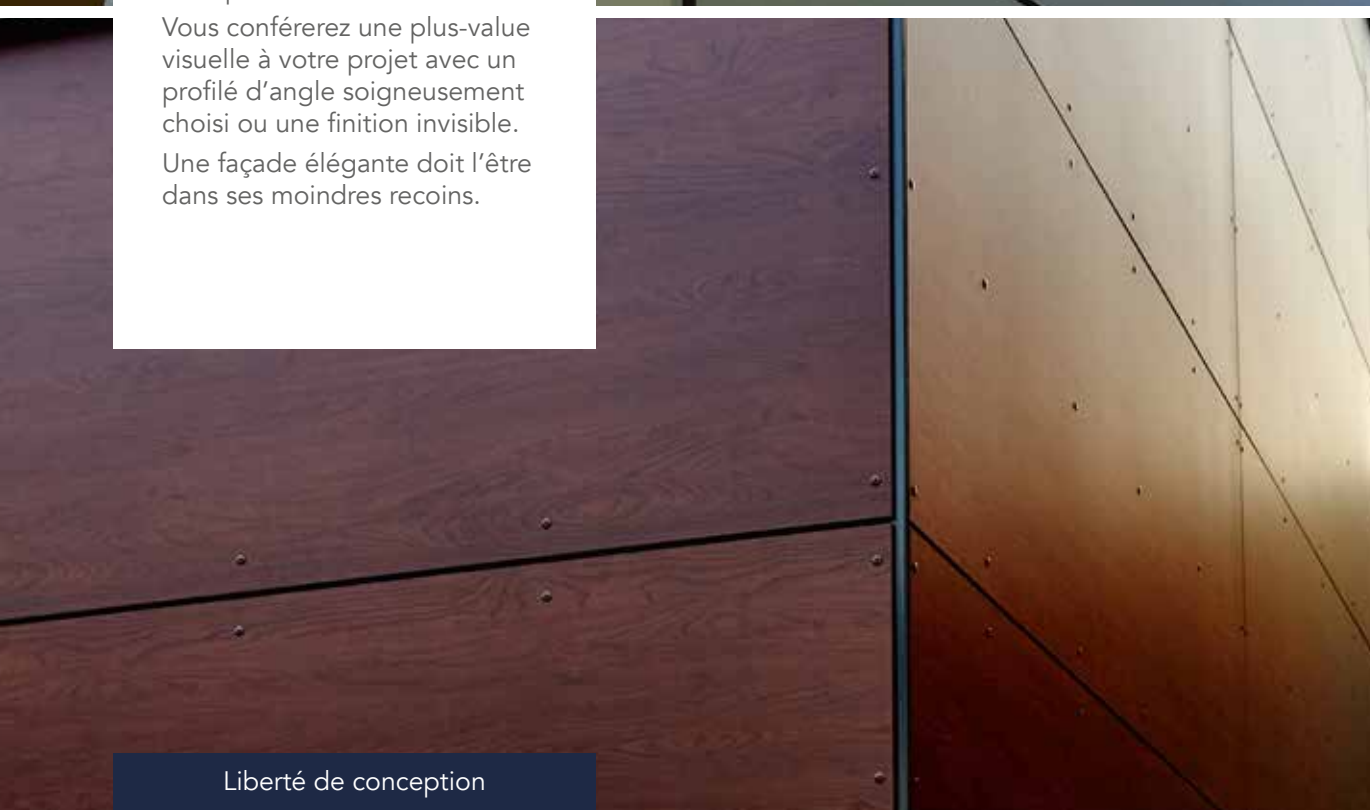 Vous conférerez une plus-value
visuelle à votre projet avec un
profilé d’angle soigneusement
choisi ou une finition invisible.
Une façade élégante doit l’être
dans ses moindres recoins.
Liberté de conception